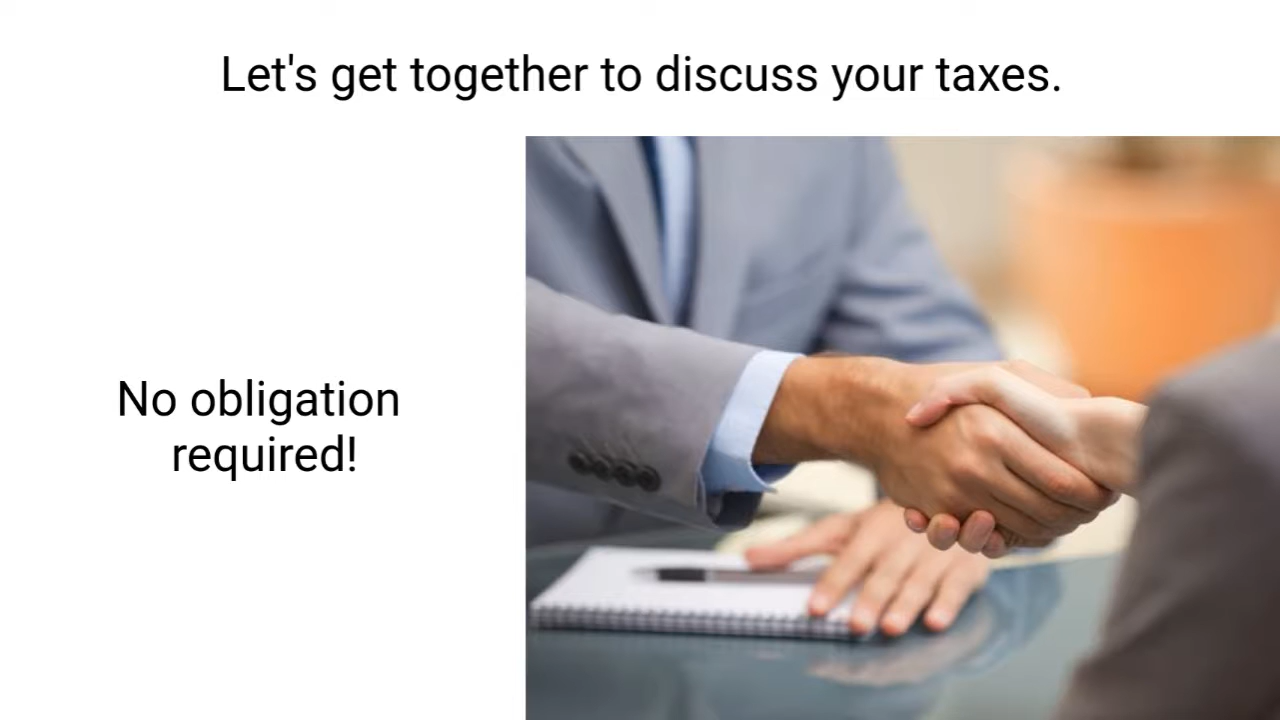 Let's get together to discuss your taxes.
No obligation
required!